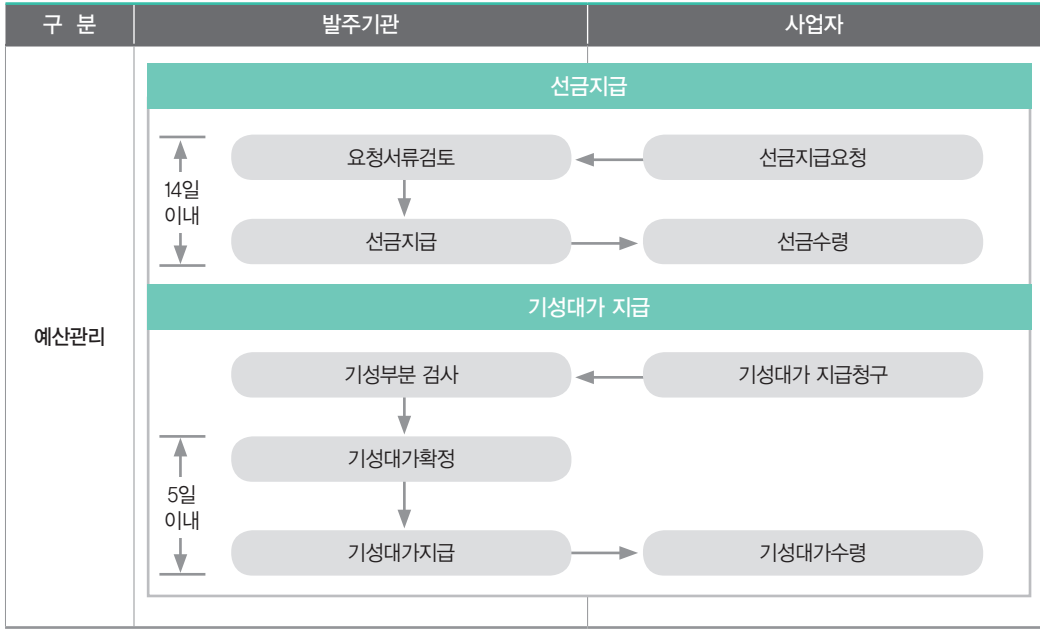 구 분 발주기관 사업자
선금지급
요청서류검토 선금지급요청
14일
이내
선금지급 선금수령
기성대가 지급
예산관리
기성부분 검사 기성대가 지급청구
기성대가확정
5일
이내
기성대가지급 기성대가수령